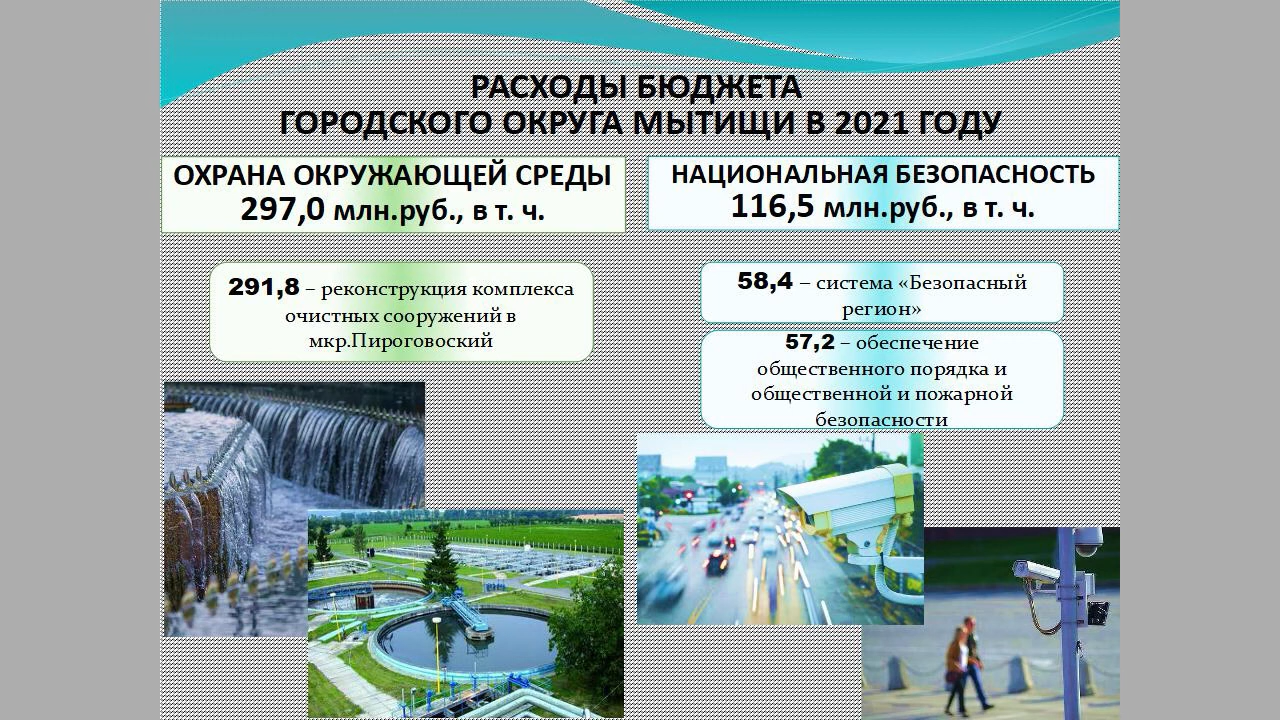 РАСХОДЫ БЮДЖЕТА
ГОРОДСКОГО ОКРУГА МЫТИЩИ В 2021 ГОДУ
ОХРАНА ОКРУЖАЮЩЕЙ СРЕДЫ
297,0 млн.руб., в т. ч.
291,8 – реконструкция комплекса
очистных сооружений в
мкр.Пироговоский
НАЦИОНАЛЬНАЯ БЕЗОПАСНОСТЬ
116,5 млн.руб., в т. ч.
58,4 – система «Безопасный
регион»
57,2 – обеспечение
общественного порядка и
общественной и пожарной
безопасности